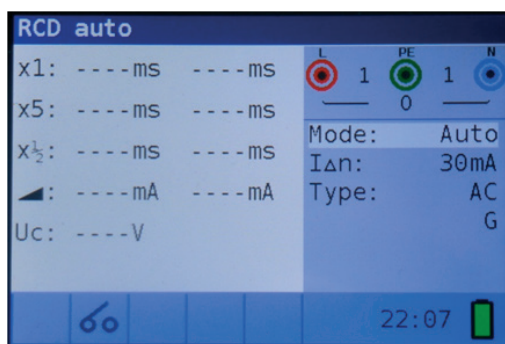 RCD auto
x1: ----ms ----ms
x5: ----ms ----ms
x½: ----ms ----ms
◢: ----mA ----mA
Uc: ----V
L PE N
1 1
0
Mode: Auto
I∆n: 30mA
Type: AC
G
22:07